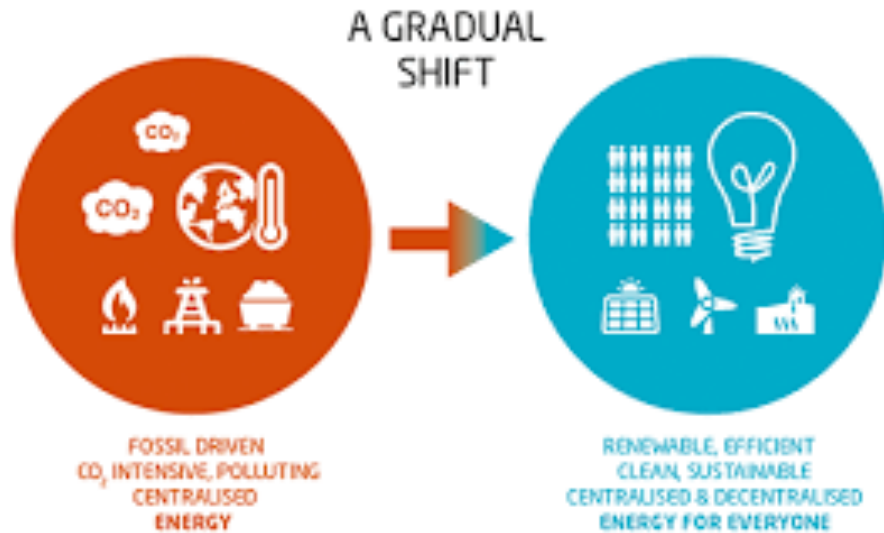 A GRADUAL
SHIFT
CO₂
CO₂
FOSSIL DRIVEN
CO₂ INTENSIVE, POLLUTING
CENTRALISED
ENERGY
RENEWABLE, EFFICIENT
CLEAN, SUSTAINABLE
CENTRALISED & DECENTRALISED
ENERGY FOR EVERYONE